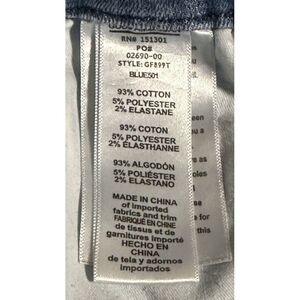 RN# 151301
PO#
02690-00
STYLE: GF899T
BLUE501
93% COTTON
5% POLYESTER
2% ELASTANE
93% COTON
5% POLYESTER
2% ÉLASTHANNE
93% ALGODÓN
5% POLIÉSTER
2% ELASTANO
MADE IN CHINA
of imported
fabrics and trim
FABRIQUÉ EN CHINE
de tissus et de
garnitures importé
HECHO EN
CHINA
de tela y adornos
importados